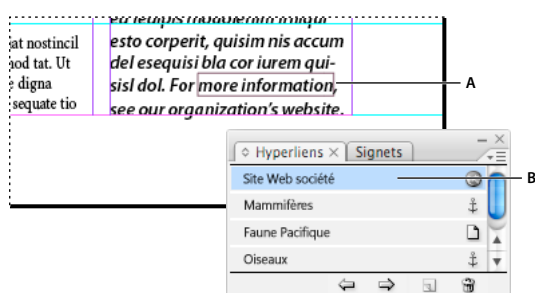 at nostincil
nod tat. Ut
digna
sequate tio
esto corperit, quisim nis accum
del esequisi bla cor iurem qui-
sisl dol. For more information,
see our organization's website.
A
Hyperliens
Signets
Site Web société
B
Mammifères
Faune Pacifique
Oiseaux